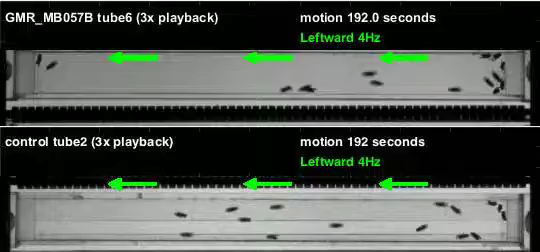 GMR_MB057B tube6 (3x playback)
motion 192.0 seconds
Leftward 4Hz
control tube2 (3x playback)
motion 192 seconds
Leftward 4Hz